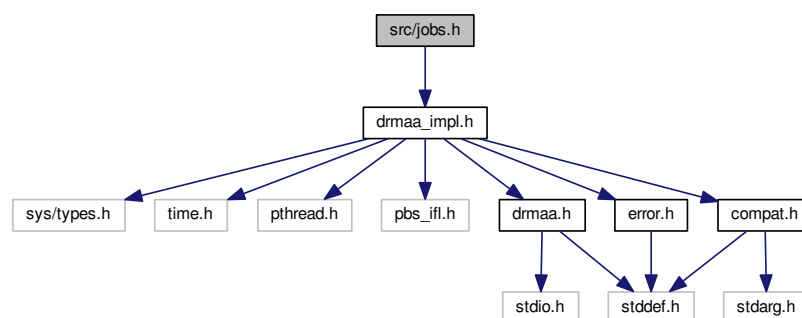 src/jobs.h
drmaa_impl.h
sys/types.h
time.h
pthread.h
pbs_ifl.h
drmaa.h
error.h
compat.h
stdio.h
stddef.h
stdarg.h